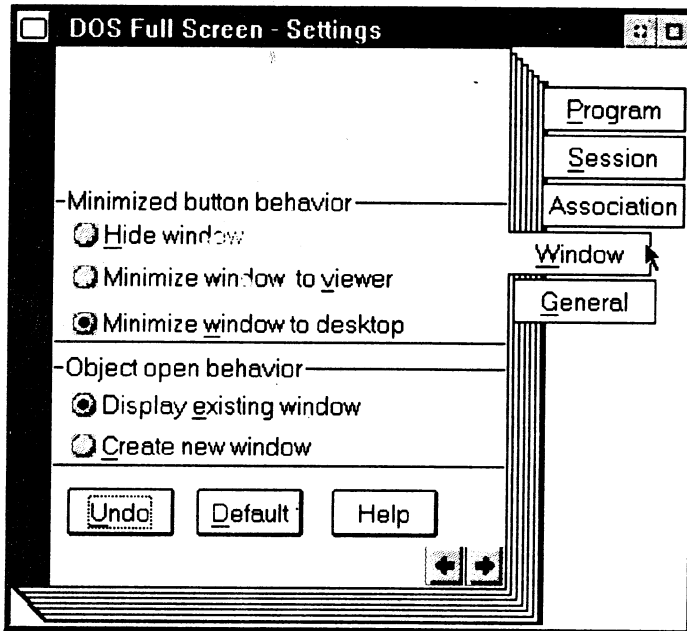 DOS Full Screen - Settings
Program
Session
Association
Window
General
Minimized button behavior
Hide window
Minimize window to viewer
Minimize window to desktop
Object open behavior
Display existing window
Create new window
Undo
Default
Help